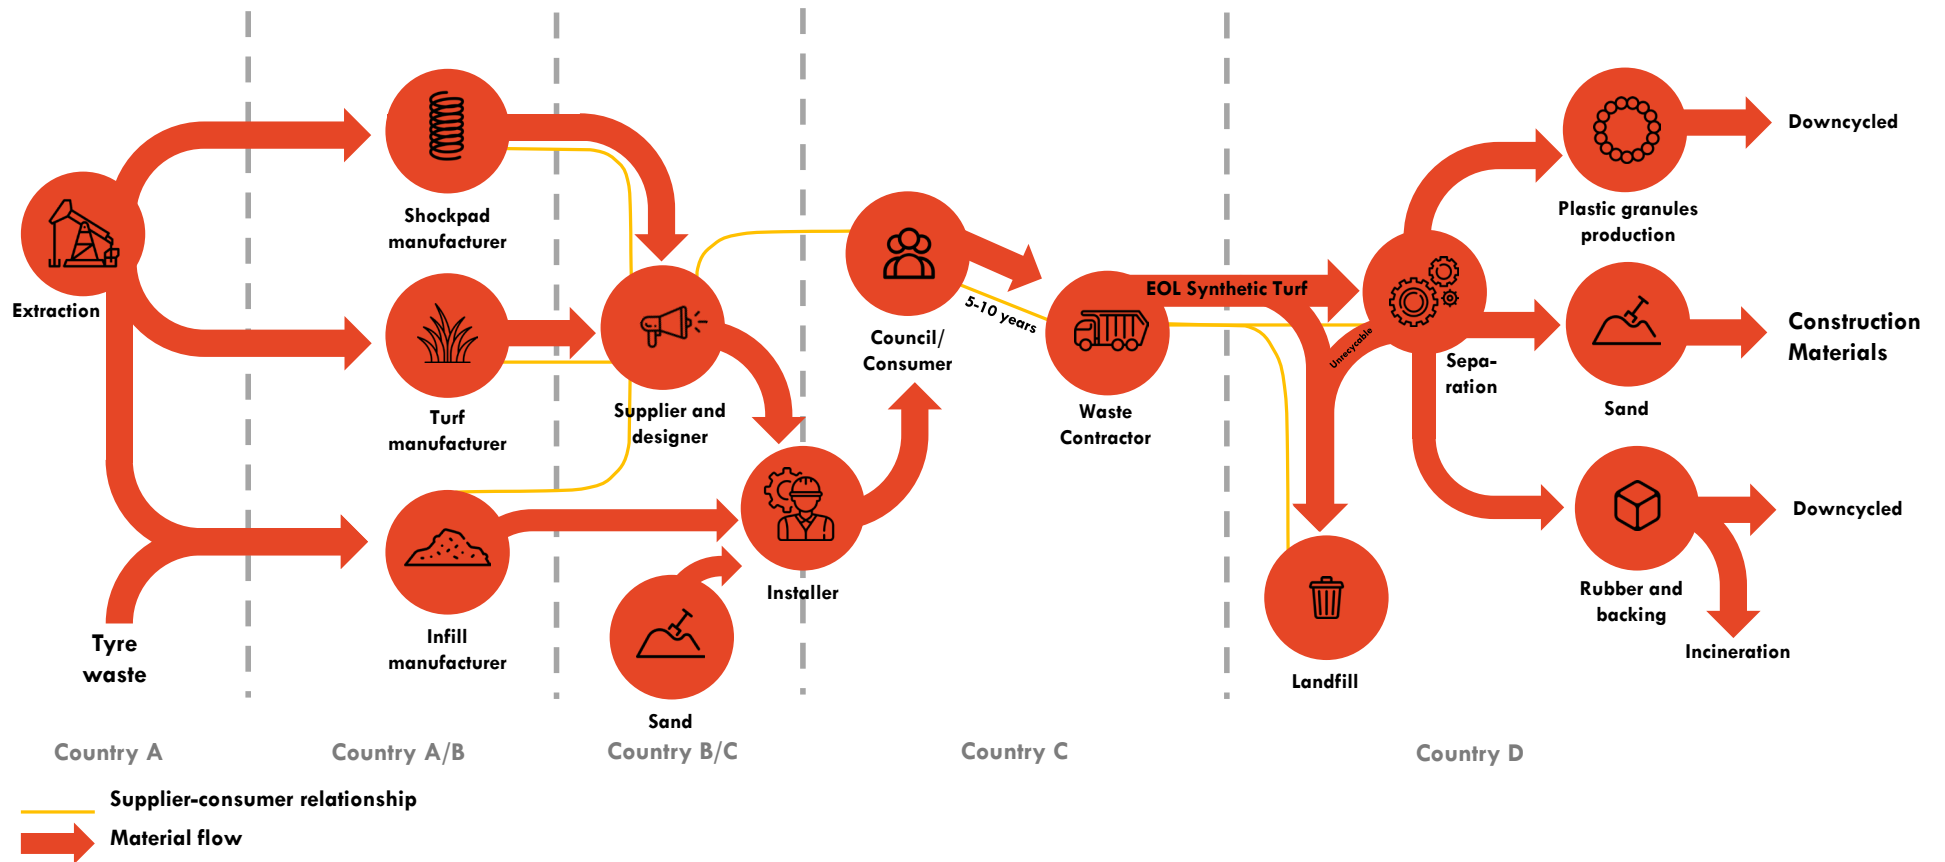 Extraction
Tyre
waste
Shockpad
manufacturer
Turf
manufacturer
Infill
manufacturer
Supplier and
designer
Sand
Installer
Council/
Consumer
5-10 years
Waste
Contractor
EOL Synthetic Turf
Unrecycable
Landfill
Sepa-
ration
Plastic granules
production
Downcycled
Sand
Construction
Materials
Rubber and
backing
Downcycled
Incineration
Country A
Country A/B
Country B/C
Country C
Country D
Supplier-consumer relationship
Material flow